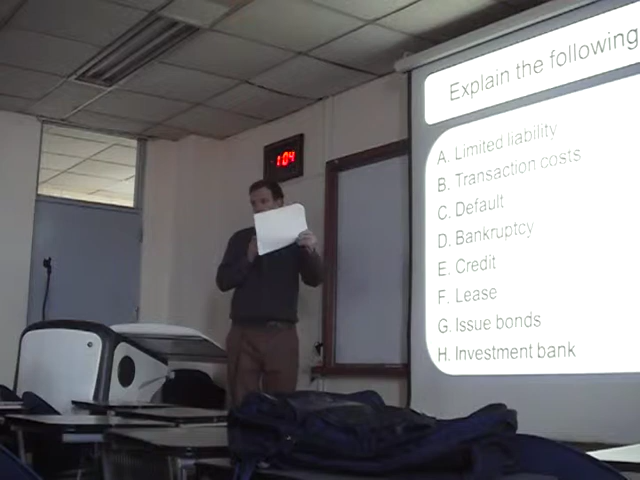 1:04
Explain the following
A. Limited liability
B. Transaction costs
C. Default
D. Bankruptcy
E. Credit
F. Lease
G. Issue bonds
H. Investment bank